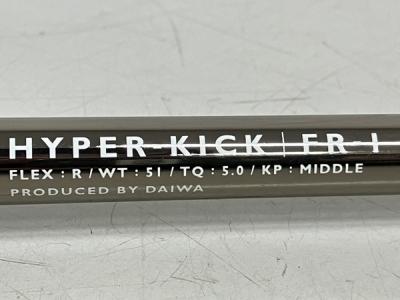 HYPER-KICK | FR-I
FLEX : R / WT : 51 / TQ : 5.0 / KP : MIDDLE
PRODUCED BY DAIWA